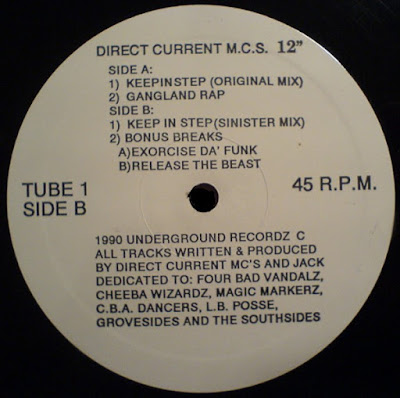 DIRECT CURRENT M.C.S. 12"
SIDE A:
1) KEEPINSTEP (ORIGINAL MIX)
2) GANGLAND RAP
SIDE B:
1) KEEP IN STEP (SINISTER MIX)
2) BONUS BREAKS
A)EXORCISE DA' FUNK
B)RELEASE THE BEAST
TUBE 1
SIDE B
45 R.P.M.
1990 UNDERGROUND RECORDZ C
ALL TRACKS WRITTEN & PRODUCED
BY DIRECT CURRENT MC'S AND JACK
DEDICATED TO: FOUR BAD VANDALZ,
CHEEBA WIZARDZ, MAGIC MARKERZ,
C.B.A. DANCERS, L.B. POSSE,
GROVESIDES AND THE SOUTHSIDES